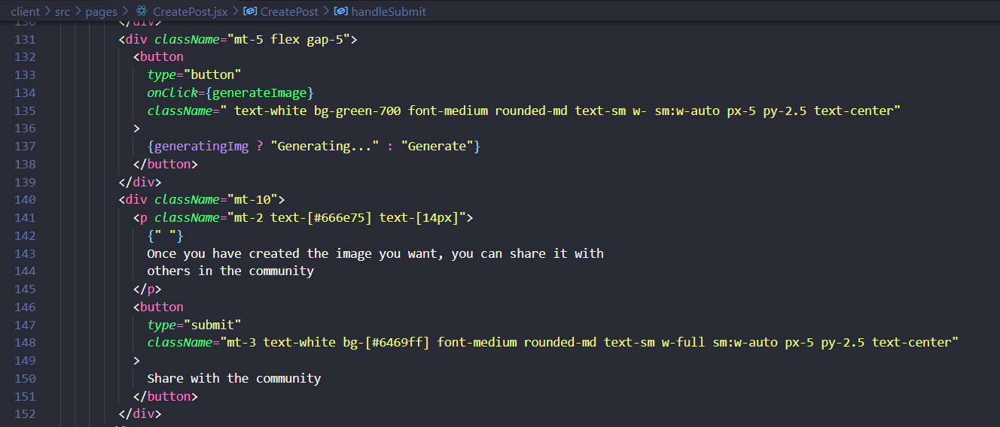 client > src > pages > CreatePost.jsx > CreatePost > handleSubmit
130 </div>
131 <div className="mt-5 flex gap-5">
132 <button
133 type="button"
134 onClick={generateImage}
135 className=" text-white bg-green-700 font-medium rounded-md text-sm w- sm:w-auto px-5 py-2.5 text-center"
136 >
137 {generatingImg ? "Generating..." : "Generate"}
138 </button>
139 </div>
140 <div className="mt-10">
141 <p className="mt-2 text-[#666e75] text-[14px]">
142 {" "}
143 Once you have created the image you want, you can share it with
144 others in the community
145 </p>
146 <button
147 type="submit"
148 className="mt-3 text-white bg-[#6469ff] font-medium rounded-md text-sm w-full sm:w-auto px-5 py-2.5 text-center"
149 >
150 Share with the community
151 </button>
152 </div>